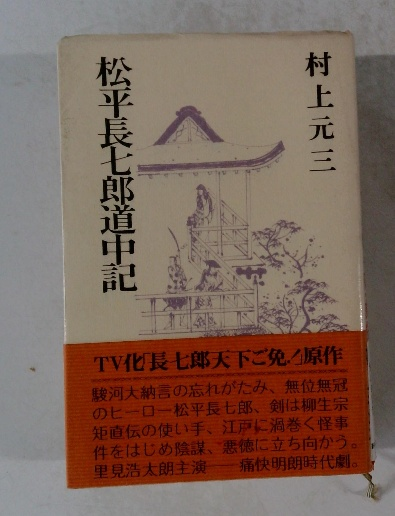 村上元三
松平長七郎道中記
TV化「長七郎天下ご免!」原作
駿河大納言の忘れがたみ、無位無冠
のヒーロー松平長七郎、剣は柳生宗
矩直伝の使い手、江戸に渦巻く怪事
件をはじめ陰謀、悪徳に立ち向かう。
里見浩太朗主演――痛快明朗時代劇。